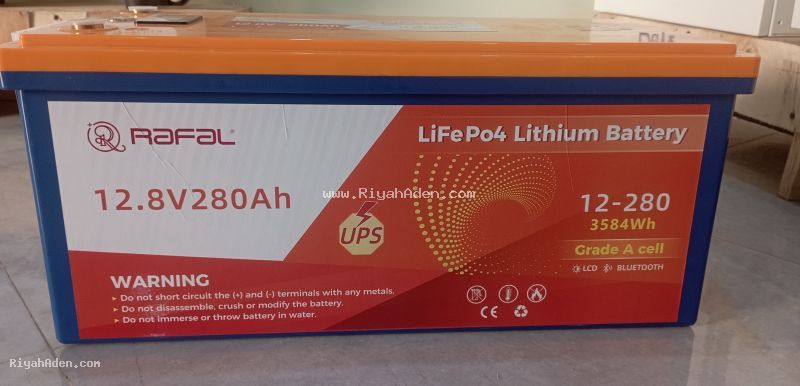 RAFAL
LiFePo4 Lithium Battery
12.8V280Ah
www.RiyahAden.com
12-280
3584Wh
UPS
Grade A cell
LCD BLUETOOTH
WARNING
Do not short circuit the (+) and (-) terminals with any metals.
Do not disassemble, crush or modify the battery.
Do not immerse or throw battery in water.
CE
RiyahAden.com